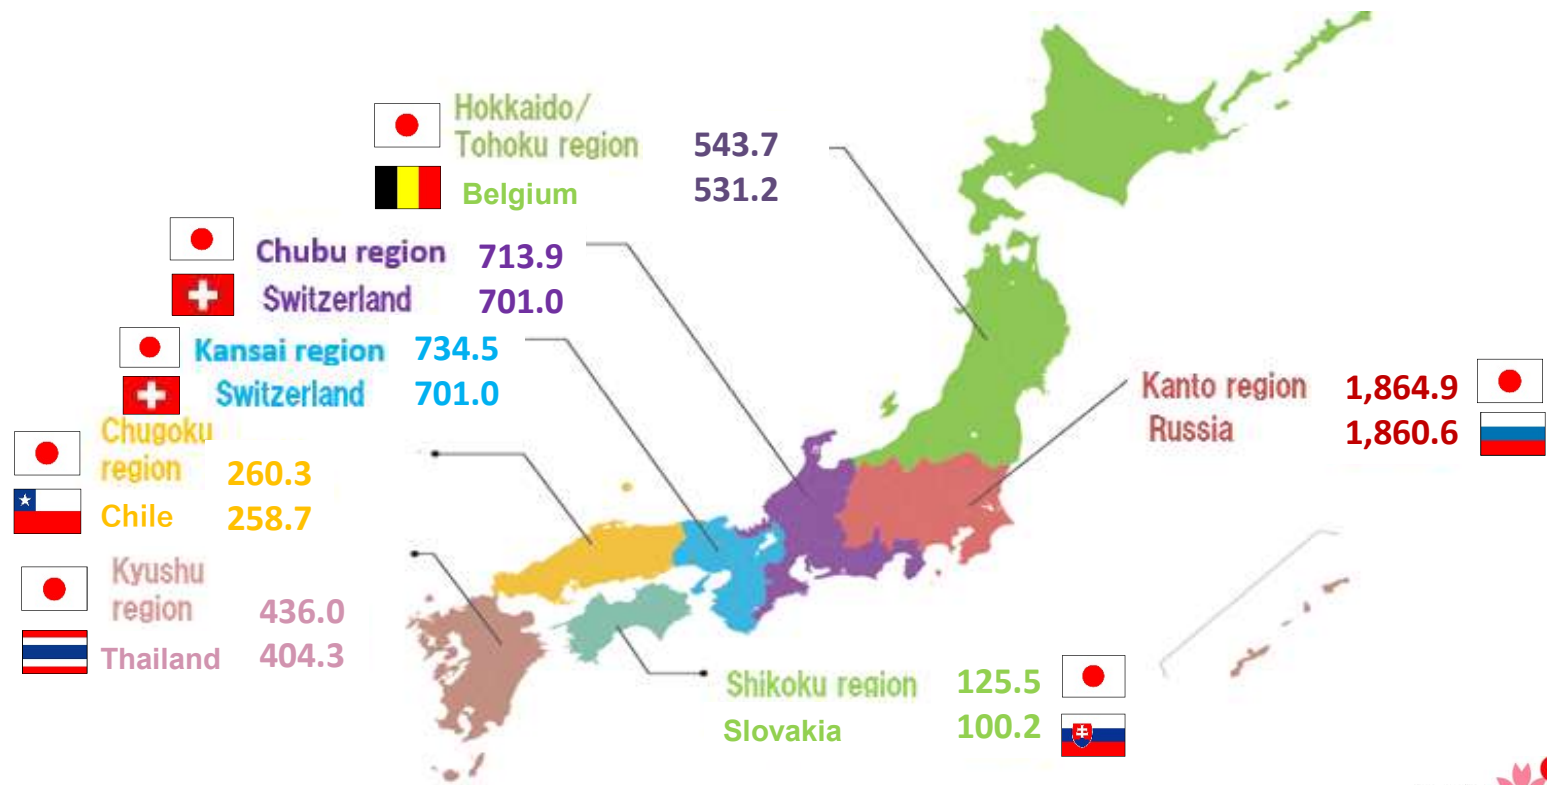 Hokkaido/
Tohoku region 543.7
Belgium 531.2
Chubu region 713.9
Switzerland 701.0
Kansai region 734.5
Switzerland 701.0
Kanto region 1,864.9
Russia 1,860.6
Chugoku
region 260.3
Chile 258.7
Kyushu
region 436.0
Thailand 404.3
Shikoku region 125.5
Slovakia 100.2